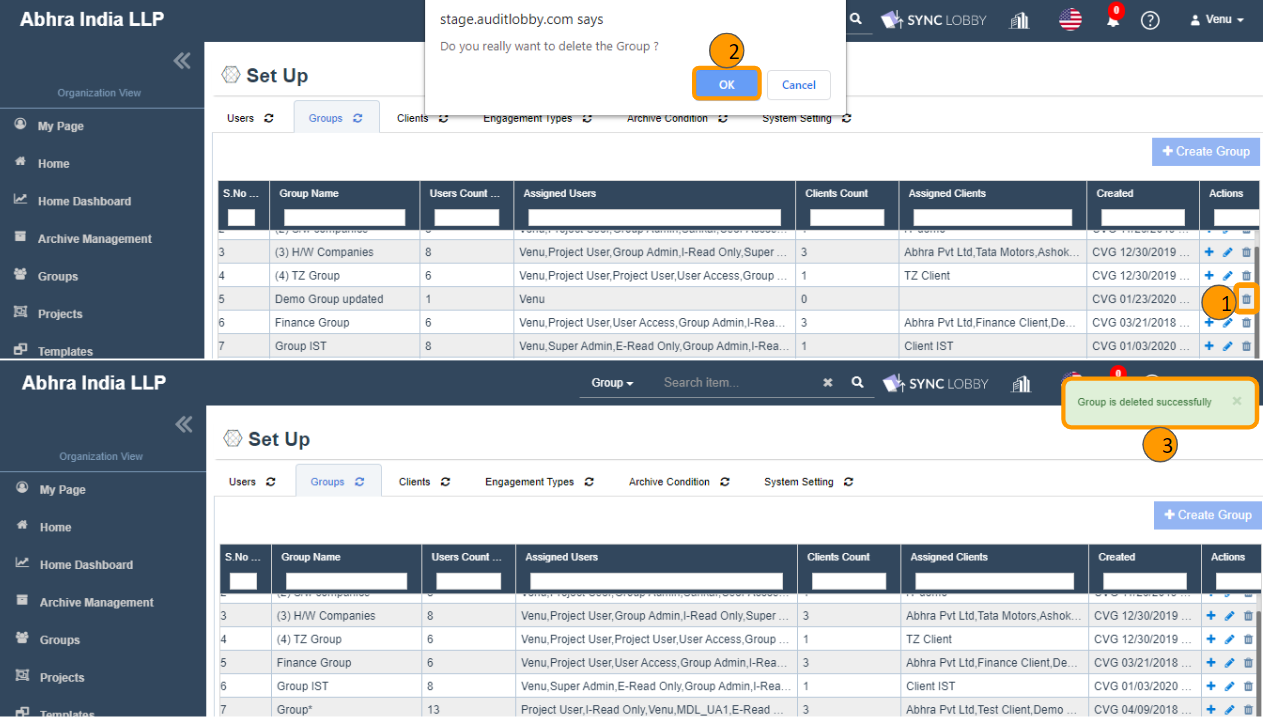 Abhra India LLP
stage.auditlobby.com says
Do you really want to delete the Group ?
2
OK
Cancel
SYNC LOBBY
0
Venu
Organization View
Set Up
Users
Groups
Clients
Engagement Types
Archive Condition
System Setting
My Page
Home
Home Dashboard
Archive Management
Groups
Projects
Templates
+ Create Group
S.No ... Group Name Users Count ... Assigned Users Clients Count Assigned Clients Created Actions
3 (3) H/W Companies 8 Venu,Project User,Group Admin,I-Read Only,Super ... 3 Abhra Pvt Ltd,Tata Motors,Ashok... CVG 12/30/2019 ...
4 (4) TZ Group 6 Venu,Project User,Project User,User Access,Group ... 1 TZ Client CVG 12/30/2019 ...
5 Demo Group updated 1 Venu 0 CVG 01/23/2020 ... 1
6 Finance Group 6 Venu,Project User,User Access,Group Admin,I-Rea... 3 Abhra Pvt Ltd,Finance Client,De... CVG 03/21/2018 ...
7 Group IST 8 Venu,Super Admin,E-Read Only,Group Admin,I-Rea... 1 Client IST CVG 01/03/2020 ...
Abhra India LLP
Group
Search item...
SYNC LOBBY
0
Group is deleted successfully
3
Organization View
Set Up
Users
Groups
Clients
Engagement Types
Archive Condition
System Setting
My Page
Home
Home Dashboard
Archive Management
Groups
Projects
Templates
+ Create Group
S.No ... Group Name Users Count ... Assigned Users Clients Count Assigned Clients Created Actions
3 (3) H/W Companies 8 Venu,Project User,Group Admin,I-Read Only,Super ... 3 Abhra Pvt Ltd,Tata Motors,Ashok... CVG 12/30/2019 ...
4 (4) TZ Group 6 Venu,Project User,Project User,User Access,Group ... 1 TZ Client CVG 12/30/2019 ...
5 Finance Group 6 Venu,Project User,User Access,Group Admin,I-Rea... 3 Abhra Pvt Ltd,Finance Client,De... CVG 03/21/2018 ...
6 Group IST 8 Venu,Super Admin,E-Read Only,Group Admin,I-Rea... 1 Client IST CVG 01/03/2020 ...
7 Group* 13 Project User,I-Read Only,Venu,MDL_UA1,E-Read ... 3 Abhra Pvt Ltd,Test Client,Demo ... CVG 04/09/2018 ...